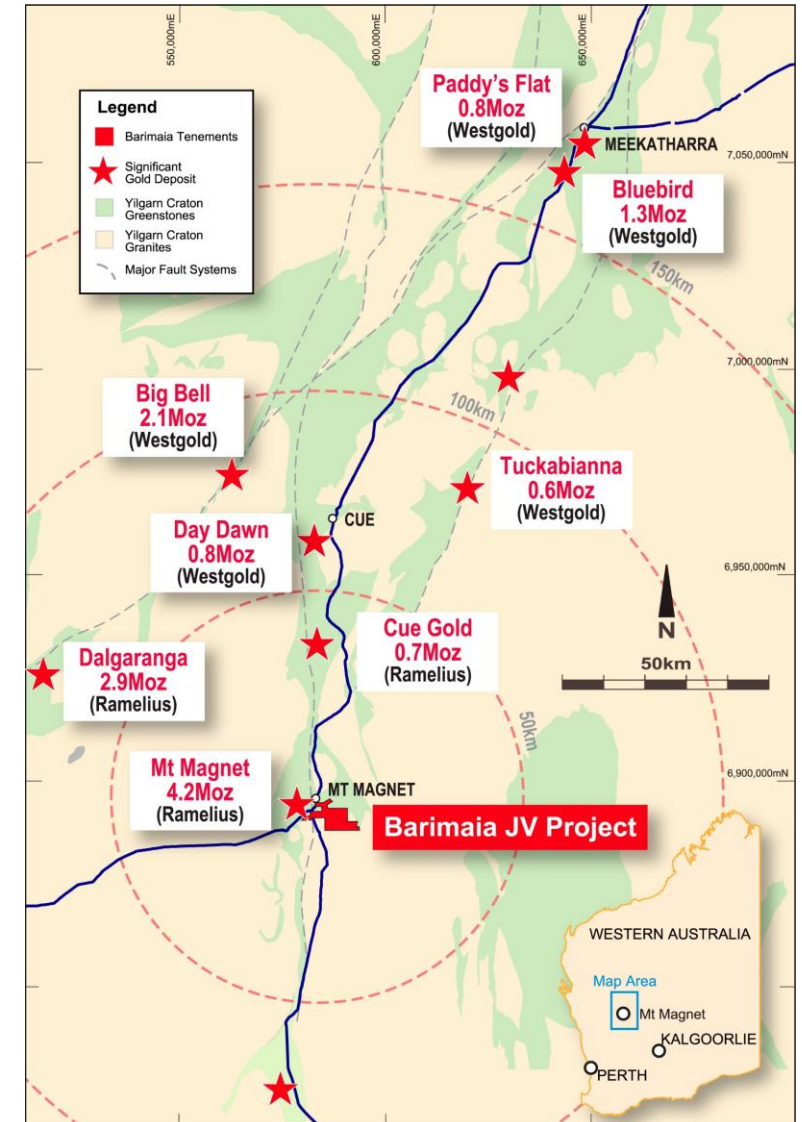 550,000mE
600,000mE
650,000mE
Legend
Barimaia Tenements
Significant
Gold Deposit
Yilgarn Craton
Greenstones
Yilgarn Craton
Granites
Major Fault Systems
Paddy's Flat
0.8Moz
(Westgold)
MEEKATHARRA
7,050,000mN
Bluebird
1.3Moz
(Westgold)
150km
7,000,000mN
100km
Big Bell
2.1Moz
(Westgold)
Tuckabianna
0.6Moz
(Westgold)
CUE
Day Dawn
0.8Moz
(Westgold)
6,950,000mN
N
50km
Cue Gold
0.7Moz
(Ramelius)
Dalgaranga
2.9Moz
(Ramelius)
50km
Mt Magnet
4.2Moz
(Ramelius)
MT MAGNET
6,900,000mN
Barimaia JV Project
WESTERN AUSTRALIA
Map Area
Mt Magnet
KALGOORLIE
PERTH